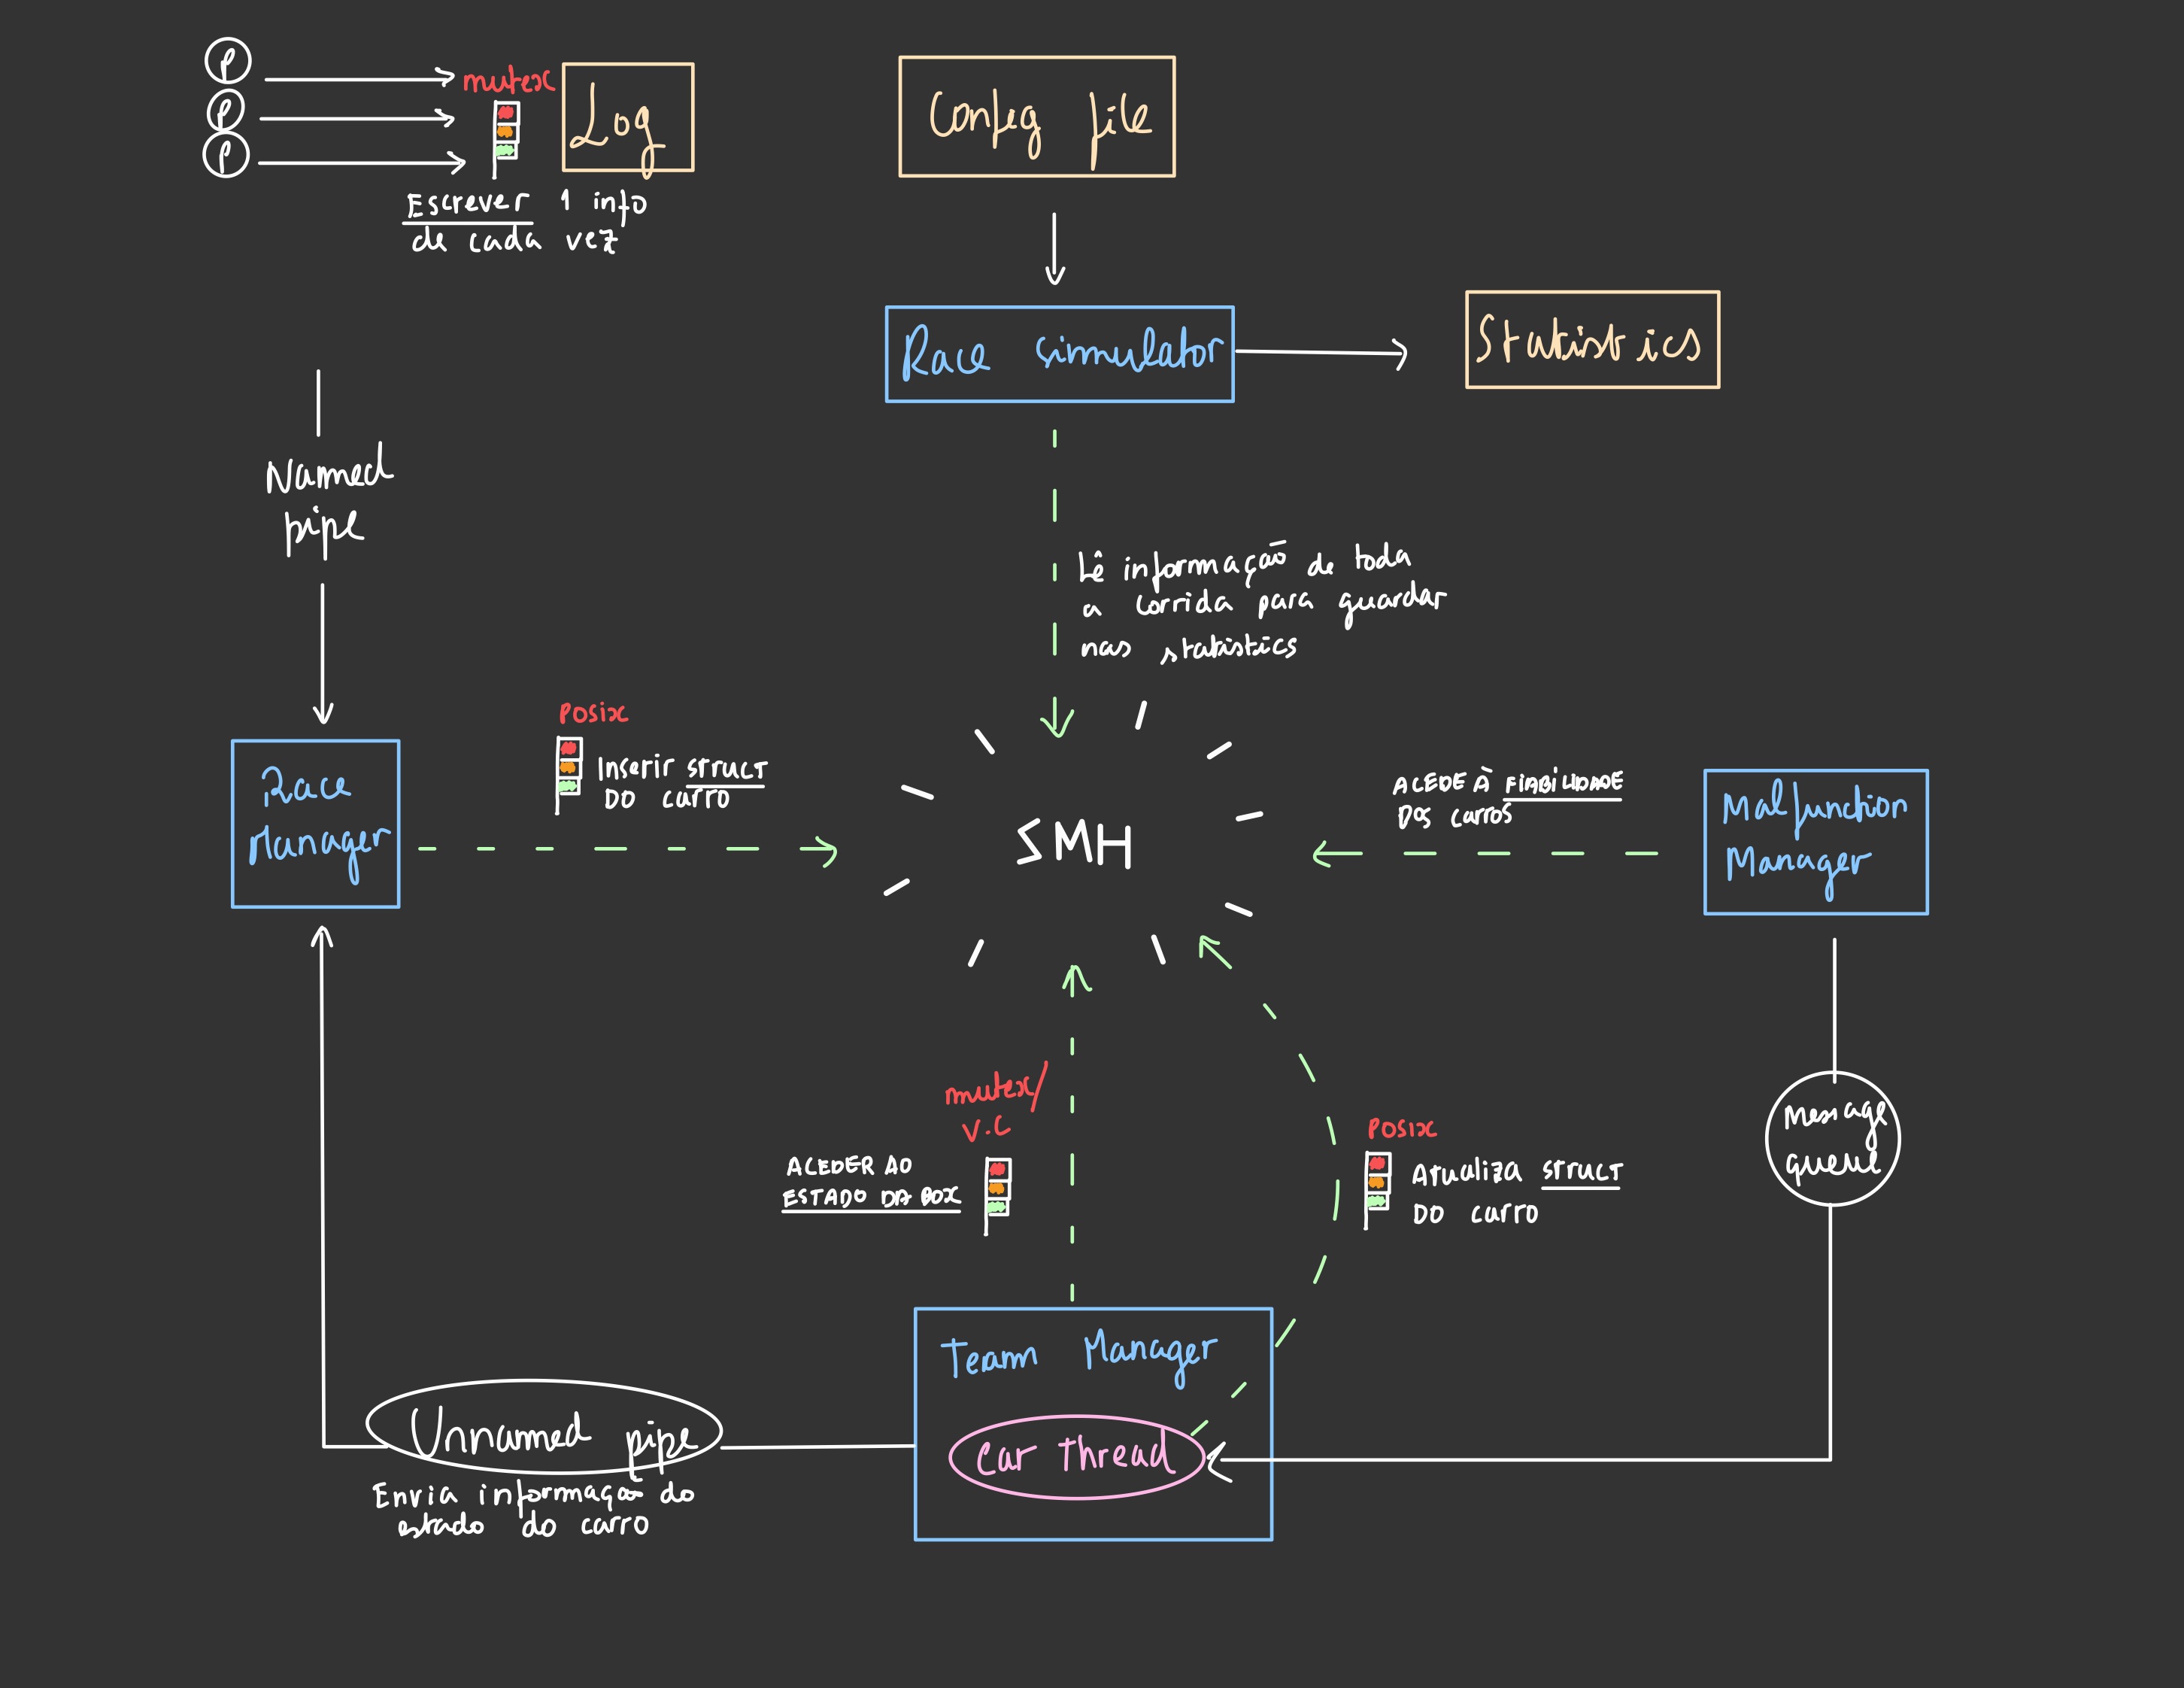 P
P
P
mutex
Log
Escrever 1 info
de cada vez
Config file
Race simulator
Statistics
Named
pipe
Lê informação de toda
a corrida para guardar
nas statistics
Race
Manager
POSIX
Inserir struct
DO carro
SMH
ACEDE À FIABILIDADE
DOS carros
Malfunction
Manager
mutex/
V.C
ACEDER AO
ESTADO DA BOX
POSIX
Atualiza struct
DO carro
Message
queue
Team Manager
Car thread
Unnamed pipe
Envia informação do
estado do carro